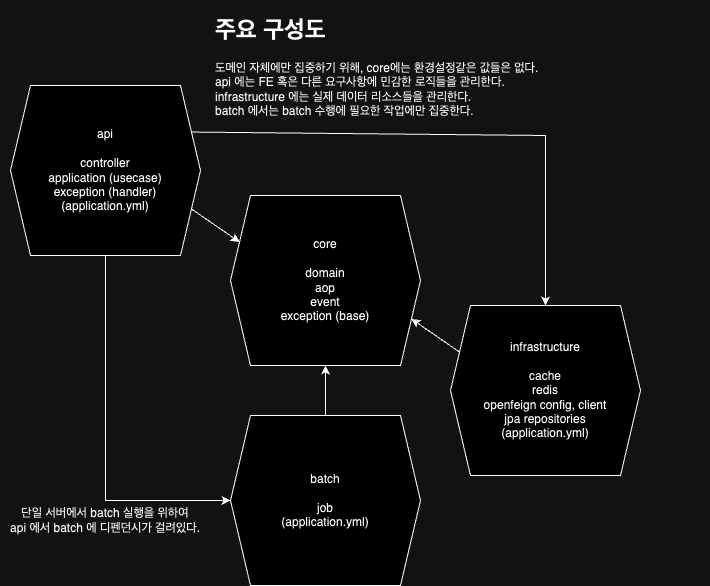 주요 구성도
도메인 자체에만 집중하기 위해, core에는 환경설정같은 값들은 없다.
api 에는 FE 혹은 다른 요구사항에 민감한 로직들을 관리한다.
infrastructure 에는 실제 데이터 리소스들을 관리한다.
batch 에서는 batch 수행에 필요한 작업에만 집중한다.
api
controller
application (usecase)
exception (handler)
(application.yml)
core
domain
aop
event
exception (base)
infrastructure
cache
redis
openfeign config, client
jpa repositories
(application.yml)
batch
job
(application.yml)
단일 서버에서 batch 실행을 위하여
api 에서 batch 에 디펜던시가 걸려있다.